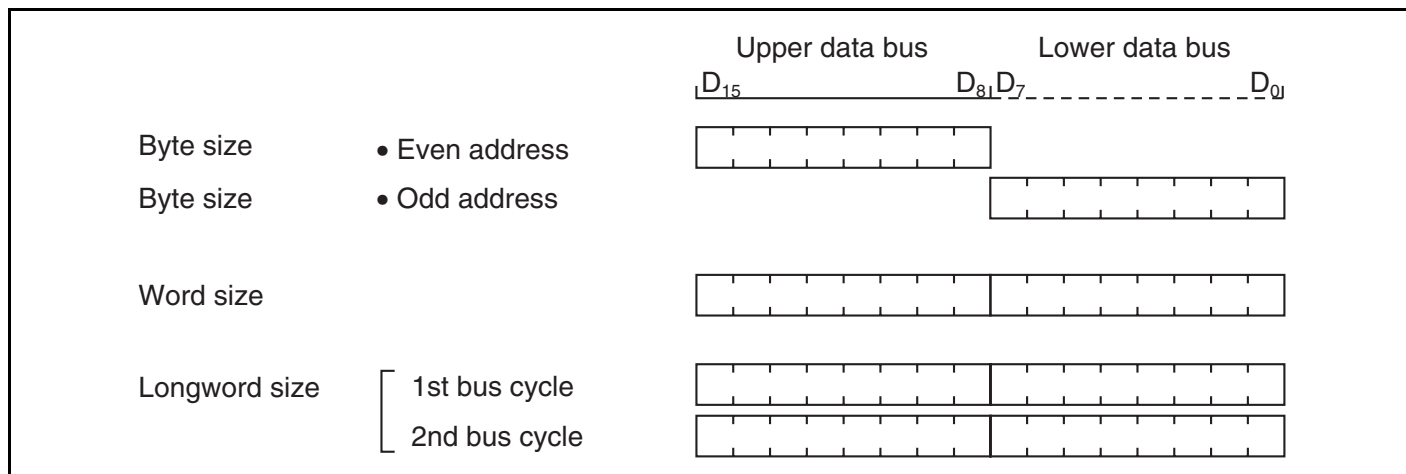 Upper data bus Lower data bus
D15 D8 D7 D0
Byte size • Even address
Byte size • Odd address
Word size
Longword size 1st bus cycle
2nd bus cycle